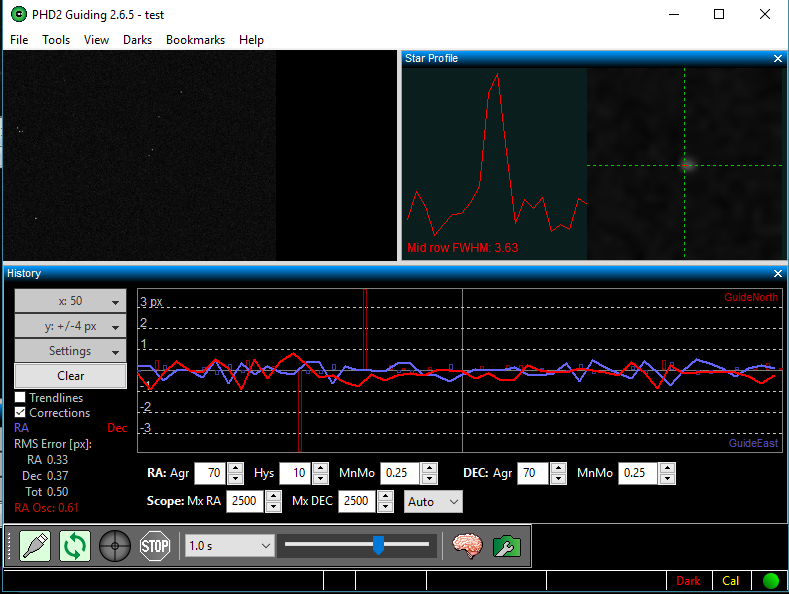 PHD2 Guiding 2.6.5 - test
File Tools View Darks Bookmarks Help
Star Profile
Mid row FWHM: 3.63
History
x: 50
y: +/-4 px
Settings
Clear
Trendlines
Corrections
RA Dec
RMS Error [px]:
RA 0.33
Dec 0.37
Tot 0.50
RA Osc: 0.61
3 px
2
1
-1
-2
-3
GuideNorth
GuideEast
RA: Agr 70 Hys 10 MnMo 0.25 DEC: Agr 70 MnMo 0.25
Scope: Mx RA 2500 Mx DEC 2500 Auto
STOP 1.0 s
Dark Cal